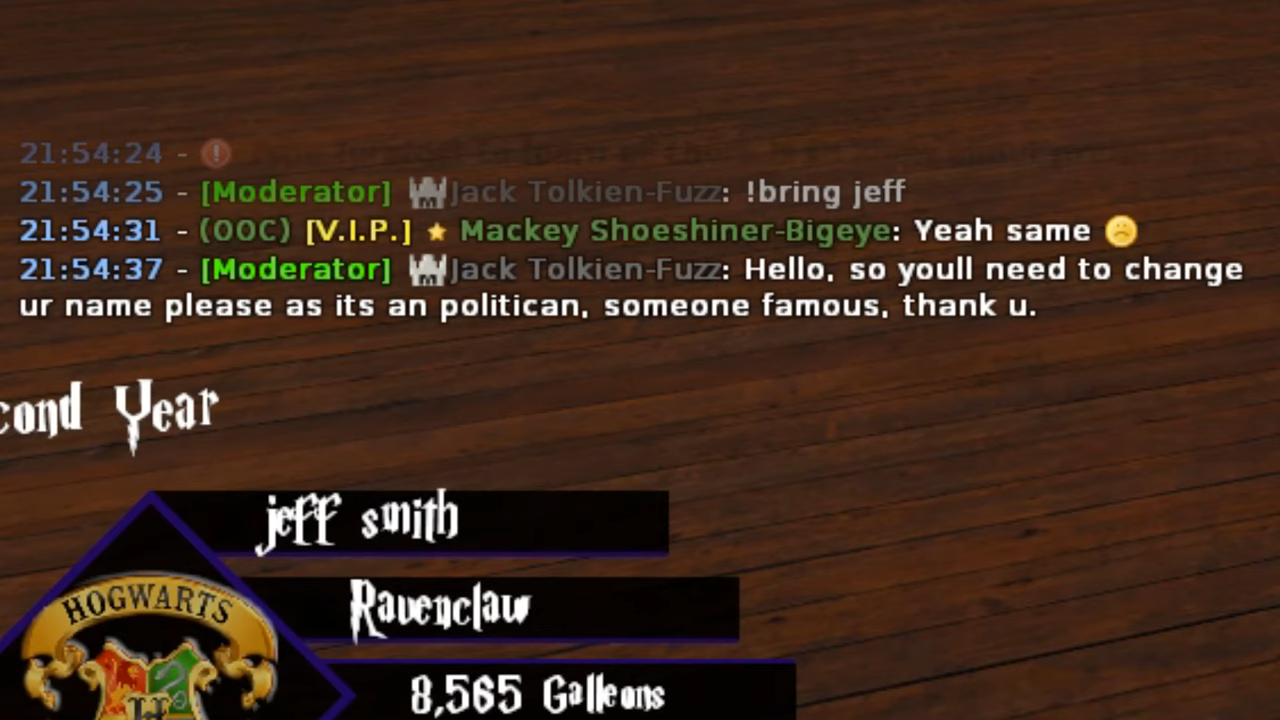 21:54:24 -
21:54:25 - [Moderator] Jack Tolkien-Fuzz: !bring jeff
21:54:31 - (OOC) [V.I.P.] Mackey Shoeshiner-Bigeye: Yeah same
21:54:37 - [Moderator] Jack Tolkien-Fuzz: Hello, so youll need to change
ur name please as its an politican, someone famous, thank u.
cond Year
jeff smith
Ravenclaw
HOGWARTS
H
8,565 Galleons